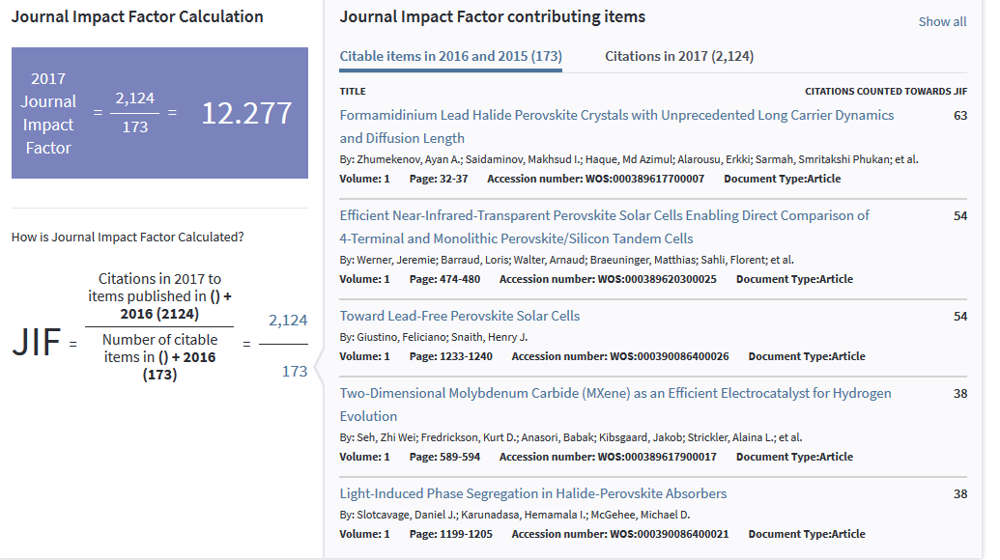 Journal Impact Factor Calculation
2017
Journal
Impact
Factor
= 2,124 = 12.277
173
How is Journal Impact Factor Calculated?
Citations in 2017 to
items published in () +
2016 (2124)
JIF = = 2,124
Number of citable
items in () + 2016
(173)
173
Journal Impact Factor contributing items
Show all
Citable items in 2016 and 2015 (173) Citations in 2017 (2,124)
TITLE CITATIONS COUNTED TOWARDS JIF
Formamidinium Lead Halide Perovskite Crystals with Unprecedented Long Carrier Dynamics 63
and Diffusion Length
By: Zhumekenov, Ayan A.; Saidaminov, Makhsud I.; Haque, Md Azimul; Alarousu, Erkki; Sarmah, Smritakshi Phukan; et al.
Volume: 1 Page: 32-37 Accession number: WOS:000389617700007 Document Type:Article
Efficient Near-Infrared-Transparent Perovskite Solar Cells Enabling Direct Comparison of 54
4-Terminal and Monolithic Perovskite/Silicon Tandem Cells
By: Werner, Jeremie; Barraud, Loris; Walter, Arnaud; Braeuninger, Matthias; Sahli, Florent; et al.
Volume: 1 Page: 474-480 Accession number: WOS:000389620300025 Document Type:Article
Toward Lead-Free Perovskite Solar Cells 54
By: Giustino, Feliciano; Snaith, Henry J.
Volume: 1 Page: 1233-1240 Accession number: WOS:000390086400026 Document Type:Article
Two-Dimensional Molybdenum Carbide (MXene) as an Efficient Electrocatalyst for Hydrogen 38
Evolution
By: Seh, Zhi Wei; Fredrickson, Kurt D.; Anasori, Babak; Kibsgaard, Jakob; Strickler, Alaina L.; et al.
Volume: 1 Page: 589-594 Accession number: WOS:000389617900017 Document Type:Article
Light-Induced Phase Segregation in Halide-Perovskite Absorbers 38
By: Slotcavage, Daniel J.; Karunadasa, Hemamala I.; McGehee, Michael D.
Volume: 1 Page: 1199-1205 Accession number: WOS:000390086400021 Document Type:Article